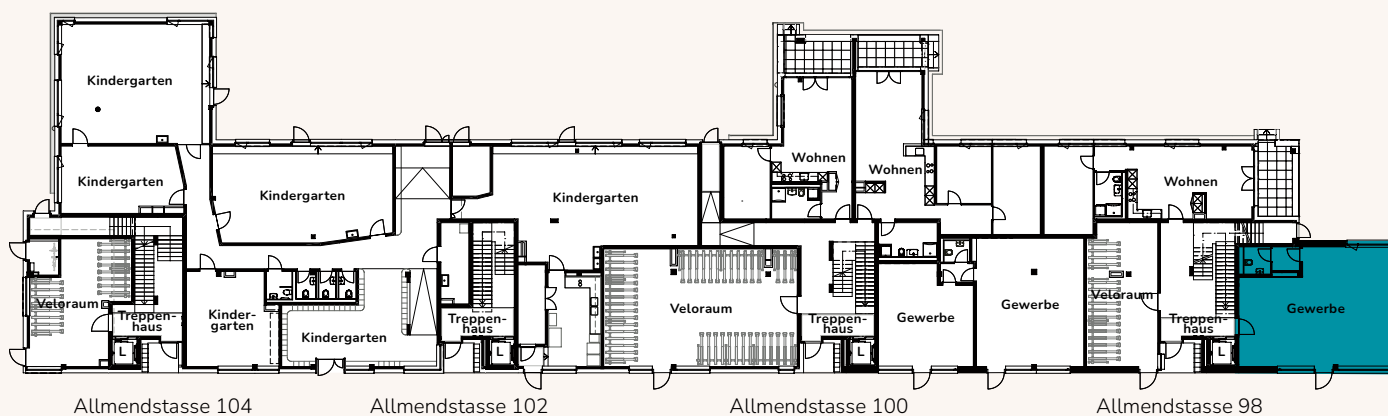 Kindergarten
Kindergarten
Kindergarten
Kindergarten
Wohnen
Wohnen
Wohnen
Veloraum
Treppen-
haus
L
Kinder-
garten
Kindergarten
Treppen-
haus
L
Veloraum
Treppen-
haus
L
Gewerbe
Gewerbe
Veloraum
Treppen-
haus
L
Gewerbe
Allmendstasse 104
Allmendstasse 102
Allmendstasse 100
Allmendstasse 98